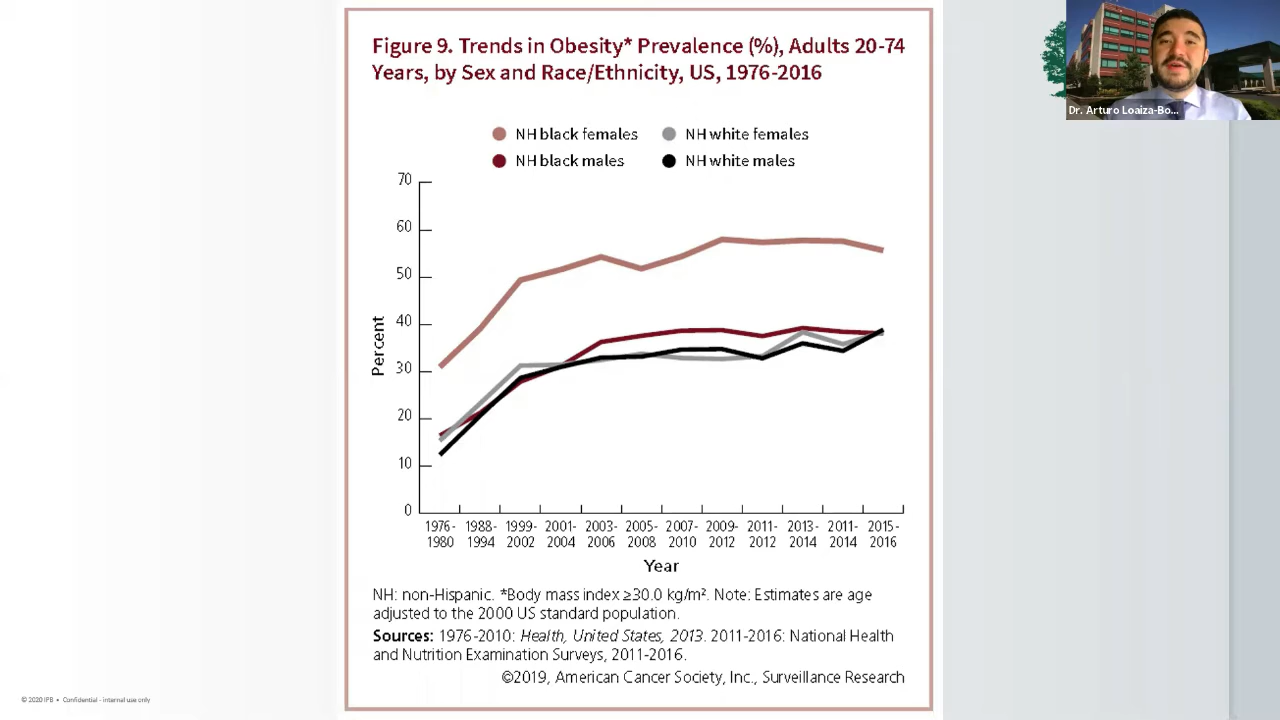 Figure 9. Trends in Obesity* Prevalence (%), Adults 20-74
Years, by Sex and Race/Ethnicity, US, 1976-2016
Dr. Arturo Loaiza-Bo...
NH black females
NH white females
NH black males
NH white males
70
60
50
40
30
20
10
0
Percent
1976-1980
1988-1994
1999-2002
2001-2004
2003-2006
2005-2008
2007-2010
2009-2012
2011-2012
2013-2014
2011-2014
2015-2016
Year
NH: non-Hispanic. *Body mass index ≥30.0 kg/m². Note: Estimates are age
adjusted to the 2000 US standard population.
Sources: 1976-2010: Health, United States, 2013. 2011-2016: National Health
and Nutrition Examination Surveys, 2011-2016.
©2019, American Cancer Society, Inc., Surveillance Research
© 2020 IPB • Confidential - internal use only